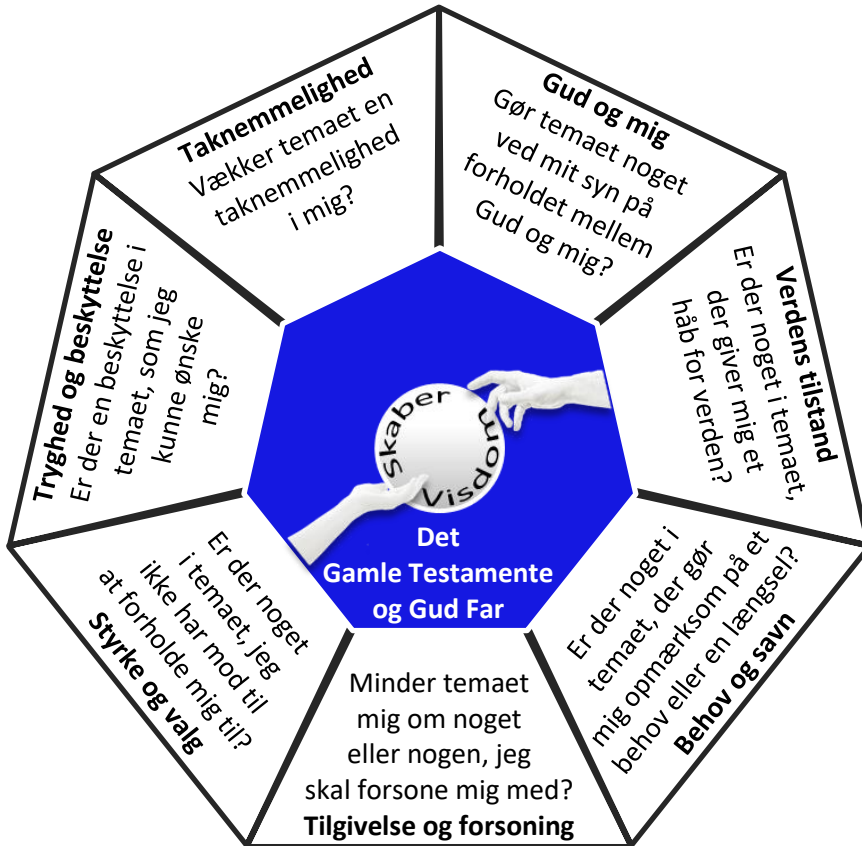 Taknemmelighed
Vækker temaet en
taknemmelighed
i mig?
Gud og mig
Gør temaet noget
ved mit syn på
forholdet mellem
Gud og mig?
Verdens tilstand
Er der noget i temaet,
der giver mig et
håb for verden?
Er der noget i
temaet, der gør
mig opmærksom på et
behov eller en længsel?
Behov og savn
Minder temaet
mig om noget
eller nogen, jeg
skal forsone mig med?
Tilgivelse og forsoning
Er der noget
i temaet, jeg
ikke har mod til
at forholde mig til?
Styrke og valg
Tryghed og beskyttelse
Er der en beskyttelse i
temaet, som jeg
kunne ønske
mig?
Skaber
Visdom
Det
Gamle Testamente
og Gud Far